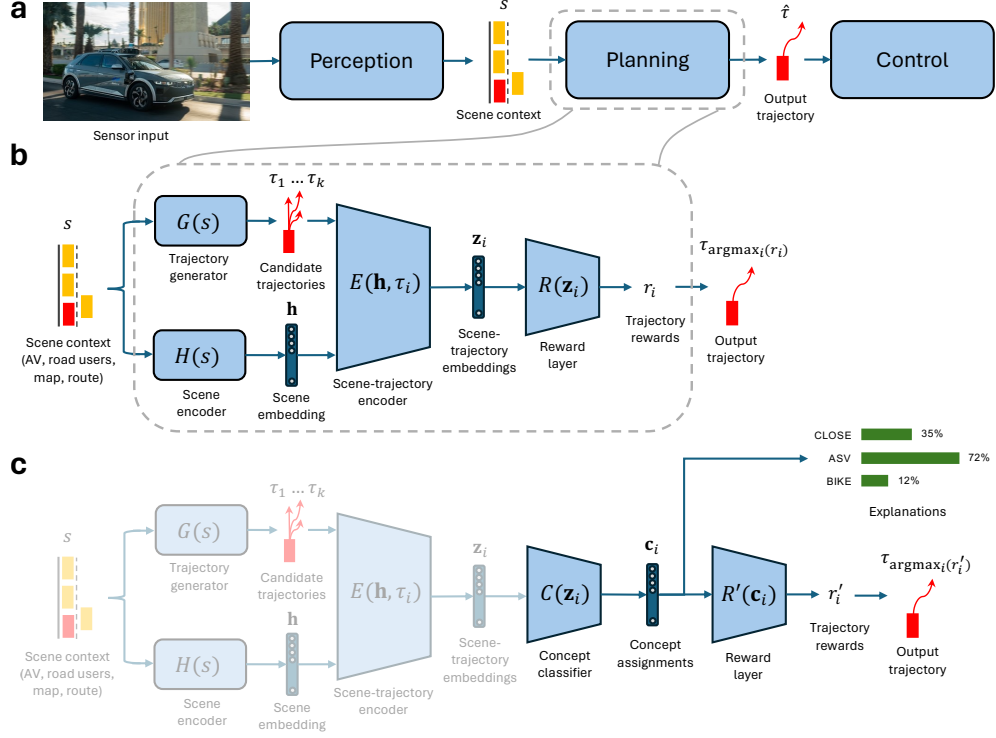 a
s
τ̂
Perception
Planning
Control
Sensor input
Scene context
Output
trajectory
b
τ₁ … τₖ
s
G(s)
Trajectory
generator
Candidate
trajectories
E(𝐡, τᵢ)
𝐳ᵢ
R(𝐳ᵢ)
rᵢ
τ_argmaxᵢ(rᵢ)
𝐡
Scene context
(AV, road users,
map, route)
H(s)
Scene
encoder
Scene
embedding
Scene-trajectory
encoder
Scene-
trajectory
embeddings
Reward
layer
Trajectory
rewards
Output
trajectory
CLOSE 35%
ASV 72%
BIKE 12%
Explanations
c
τ₁ … τₖ
s
G(s)
Trajectory
generator
Candidate
trajectories
E(𝐡, τᵢ)
𝐳ᵢ
C(𝐳ᵢ)
𝐜ᵢ
R′(𝐜ᵢ)
r′ᵢ
τ_argmaxᵢ(r′ᵢ)
𝐡
Scene context
(AV, road users,
map, route)
H(s)
Scene
encoder
Scene
embedding
Scene-trajectory
encoder
Scene-
trajectory
embeddings
Concept
classifier
Concept
assignments
Reward
layer
Trajectory
rewards
Output
trajectory